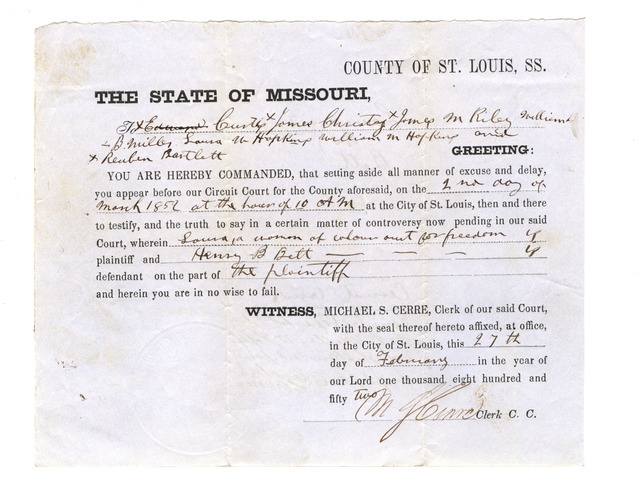 COUNTY OF ST. LOUIS, SS.
THE STATE OF MISSOURI,
To x Edward Curtis x James Christy x James M Riley William
B. Miller Laura W Hopkins William M Hopkins and
x Reuben Bartlett
GREETING:
YOU ARE HEREBY COMMANDED, that setting aside all manner of excuse and delay,
you appear before our Circuit Court for the County aforesaid, on the 2nd day of
March 1852 at the hour of 10 AM at the City of St. Louis, then and there
to testify, and the truth to say in a certain matter of controversy now pending in our said
Court, wherein Louisa a woman of colour suit for freedom is
plaintiff and Henry B Belt is
defendant on the part of the plaintiff
and herein you are in no wise to fail.
WITNESS, MICHAEL S. CERRE, Clerk of our said Court,
with the seal thereof hereto affixed, at office,
in the City of St. Louis, this 27th
day of February in the year of
our Lord one thousand, eight hundred and
fifty two
M S Cerre Clerk C. C.